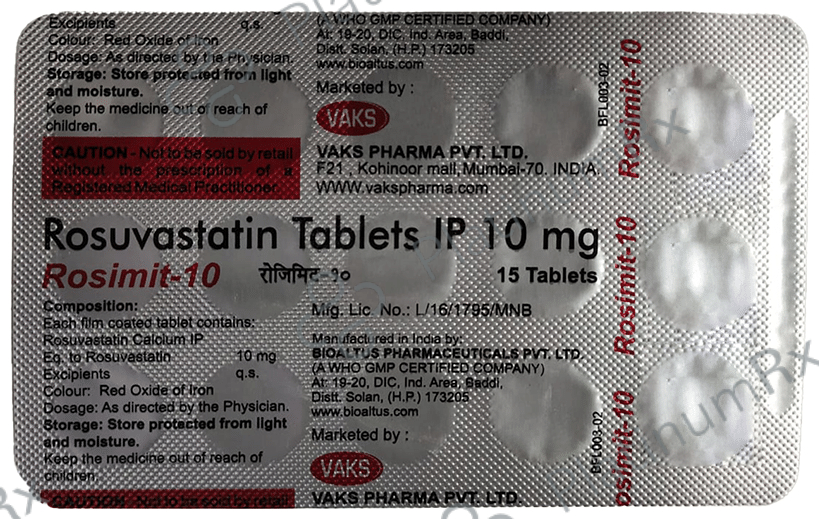 Excipients q.s.
Colour: Red Oxide of Iron
Dosage: As directed by the Physician.
Storage: Store protected from light
and moisture.
Keep the medicine out of reach of
children.
CAUTION - Not to be sold by retail
without the prescription of a
Registered Medical Practitioner
(A WHO GMP CERTIFIED COMPANY)
At: 19-20, DIC, Ind. Area, Baddi,
Distt. Solan, (H.P.) 173205
www.bioaltus.com
Marketed by :
VAKS
VAKS PHARMA PVT. LTD.
F21, Kohinoor mall, Mumbai-70. INDIA.
WWW.vakspharma.com
BFL003-02
Rosimit-10
Rosuvastatin Tablets IP 10 mg
Rosimit-10 रोजिमिट-१० 15 Tablets
Composition:
Each film coated tablet contains:
Rosuvastatin Calcium IP
Eq. to Rosuvastatin 10 mg
Excipients q.s.
Colour: Red Oxide of Iron
Dosage: As directed by the Physician.
Storage: Store protected from light
and moisture.
Keep the medicine out of reach of
children.
CAUTION - Not to be sold by retail
Mfg. Lic. No.: L/16/1795/MNB
Manufactured in India by:
BIOALTUS PHARMACEUTICALS PVT. LTD.
(A WHO GMP CERTIFIED COMPANY)
At: 19-20, DIC, Ind. Area, Baddi,
Distt. Solan, (H.P.) 173205
www.bioaltus.com
Marketed by :
VAKS
VAKS PHARMA PVT. LTD.
BFL003-02
Rosimit-10
Rosimit-10
numRx